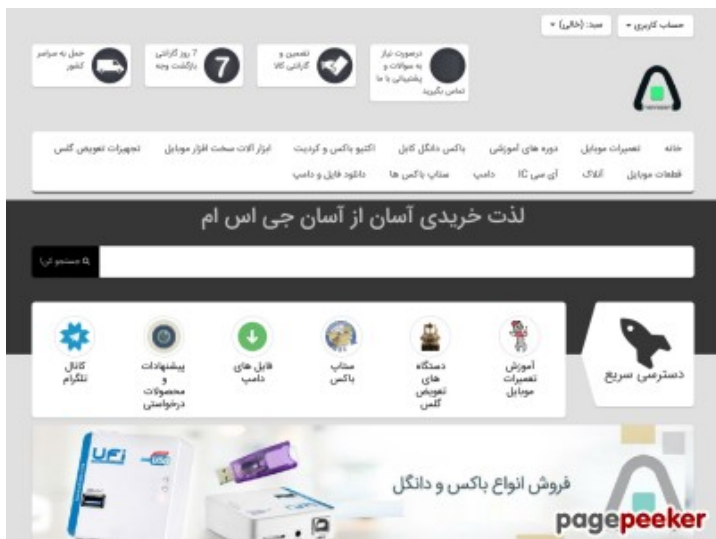 حساب کاربری
سبد: (خالی)
درصورت نیاز
به سوالات و
پشتیبانی با ما
تماس بگیرید
تضمین و
گارانتی کالا
7
7 روز گارانتی
بازگشت وجه
حمل به سراسر
کشور
خانه تعمیرات موبایل دوره های آموزشی باکس دانگل کابل اکتیو باکس و کردیت ابزار آلات سخت افزار موبایل تجهیزات تعویض گلس
قطعات موبایل آنلاک آی سی IC دامپ ستاپ باکس ها دانلود فایل و دامپ
لذت خریدی آسان از آسان جی اس ام
جستجو کن!
دسترسی سریع
آموزش
تعمیرات
موبایل
دستگاه
های
تعویض
گلس
ستاپ
باکس
فایل های
دامپ
پیشنهادات
و
محصولات
درخواستی
کانال
تلگرام
فروش انواع باکس و دانگل
UFi
pagepeeker